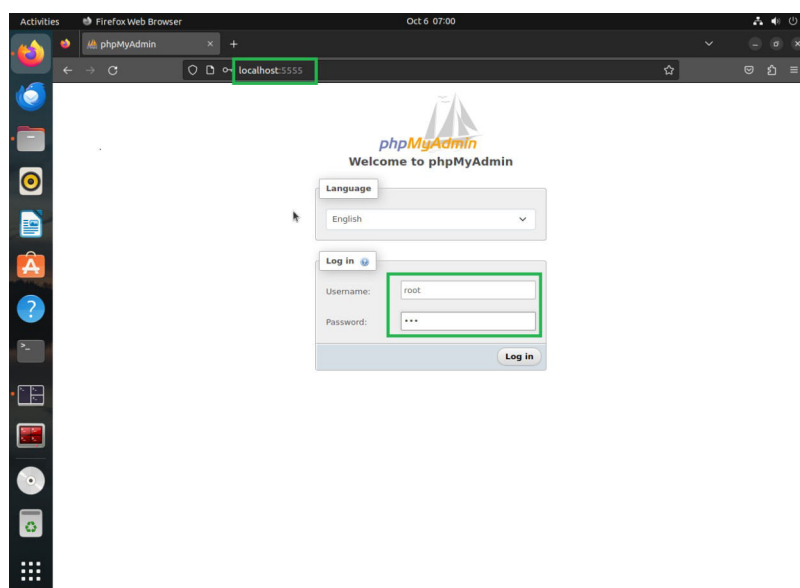 Activities
Firefox Web Browser
Oct 6 07:00
phpMyAdmin
localhost:5555
phpMyAdmin
Welcome to phpMyAdmin
Language
English
Log in
Username:
root
Password:
Log in